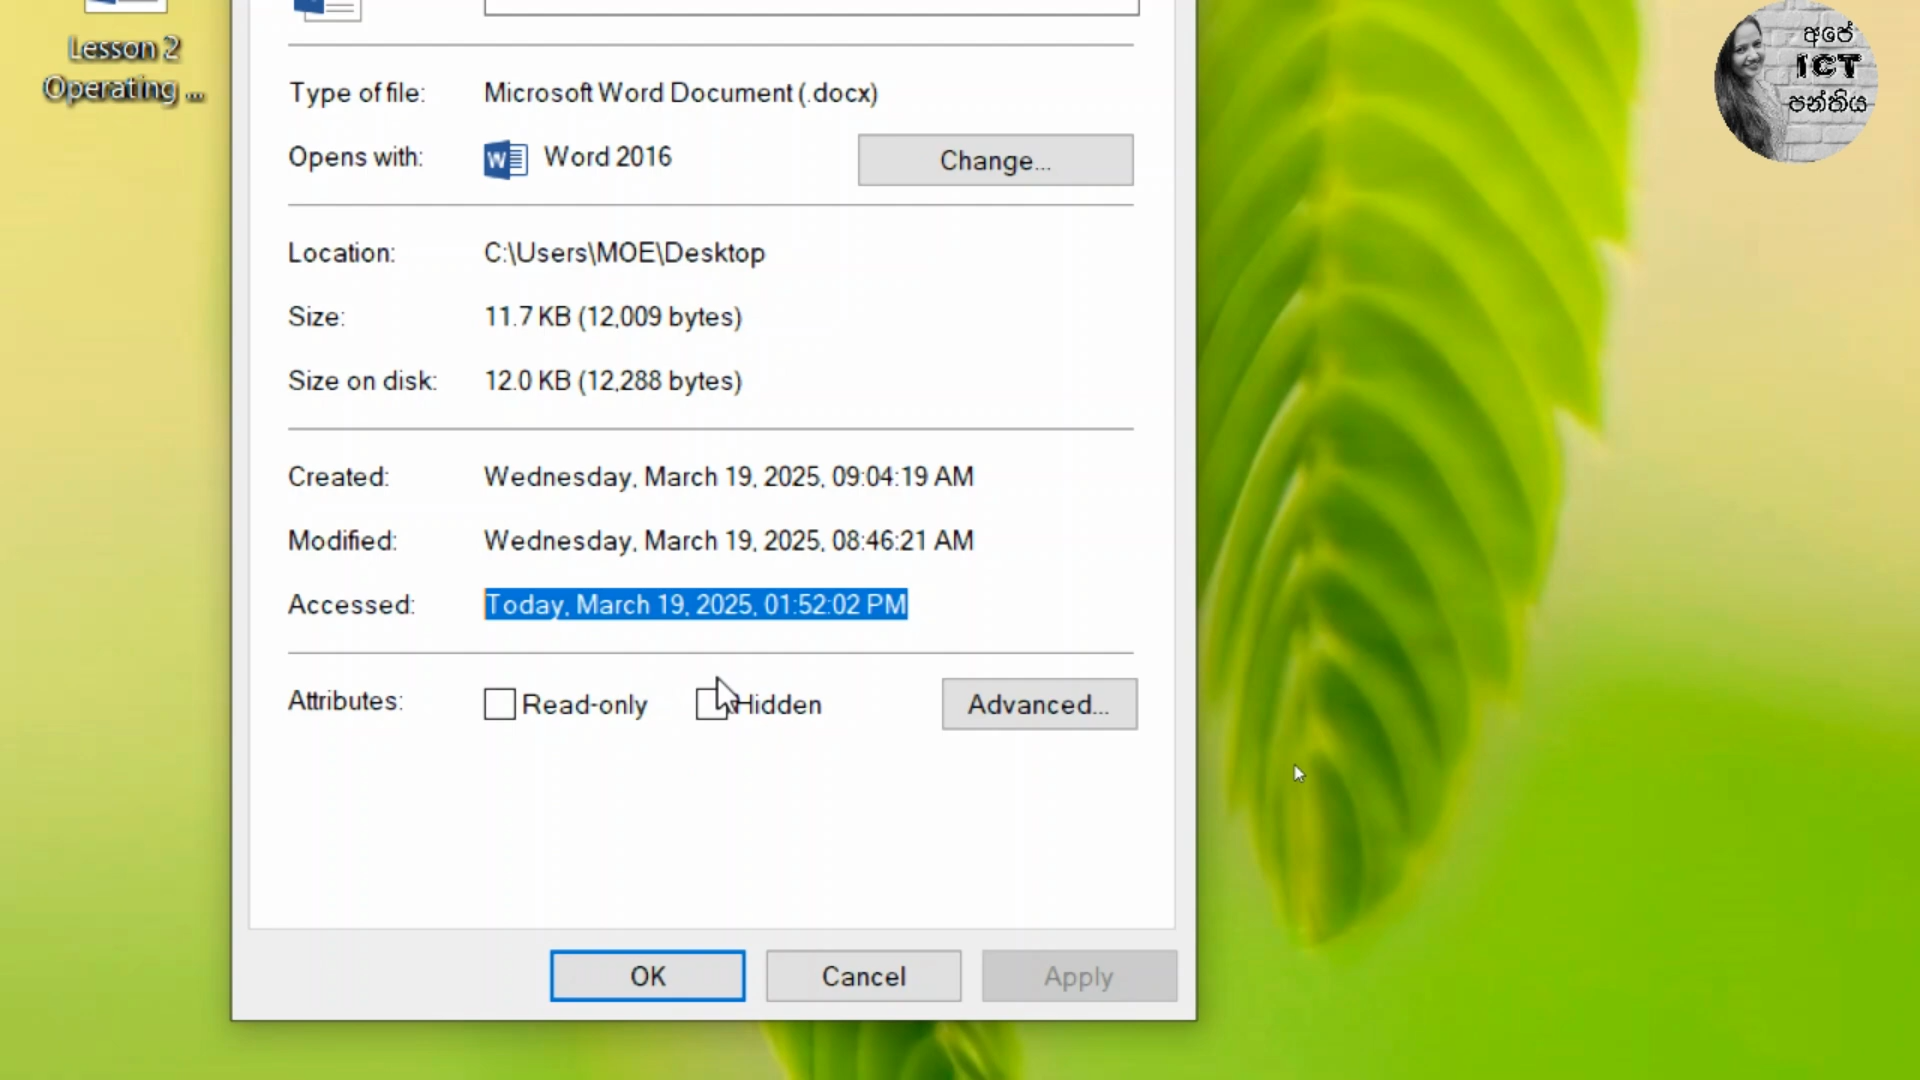 Lesson 2
Operating ...
අපේ
ICT
පන්තිය
Type of file: Microsoft Word Document (.docx)
Opens with: Word 2016 Change...
Location: C:\Users\MOE\Desktop
Size: 11.7 KB (12,009 bytes)
Size on disk: 12.0 KB (12,288 bytes)
Created: Wednesday, March 19, 2025, 09:04:19 AM
Modified: Wednesday, March 19, 2025, 08:46:21 AM
Accessed: Today, March 19, 2025, 01:52:02 PM
Attributes: Read-only Hidden Advanced...
OK Cancel Apply